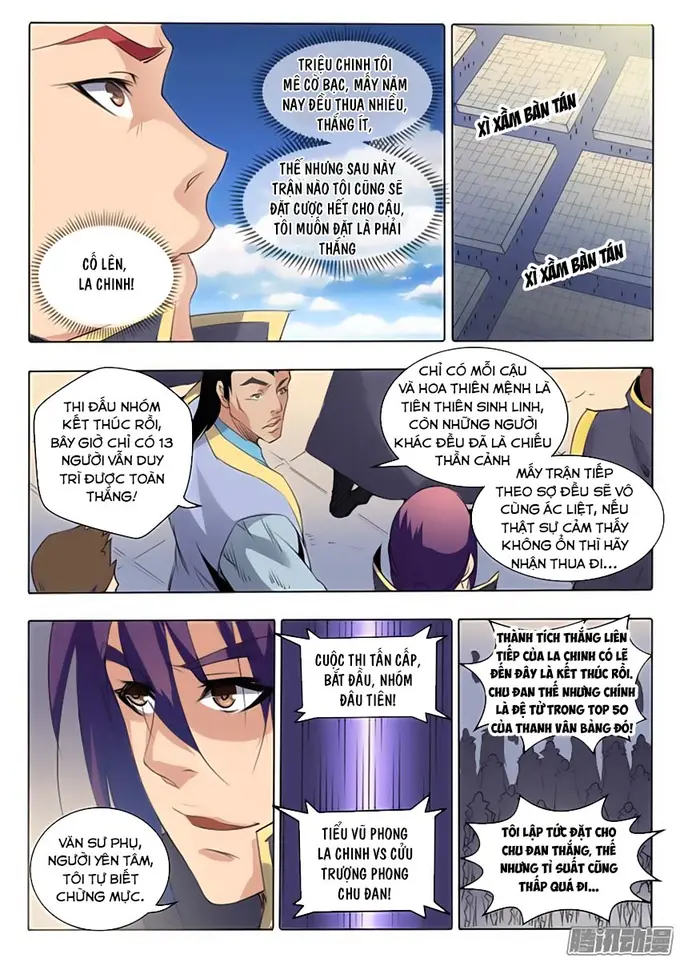 TRIỆU CHINH TÔI
MÊ CỜ BẠC, MẤY NĂM
NAY ĐỀU THUA NHIỀU,
THẮNG ÍT,
THẾ NHƯNG SAU NÀY
TRẬN NÀO TÔI CŨNG SẼ
ĐẶT CƯỢC HẾT CHO CẬU,
TÔI MUỐN ĐẶT LÀ PHẢI
THẮNG
CỐ LÊN,
LA CHINH!
XÌ XẦM BÀN TÁN
XÌ XẦM BÀN TÁN
THI ĐẤU NHÓM
KẾT THÚC RỒI,
BÂY GIỜ CHỈ CÓ 13
NGƯỜI VẪN DUY
TRÌ ĐƯỢC TOÀN
THẮNG!
CHỈ CÓ MỖI CẬU
VÀ HOA THIÊN MỆNH LÀ
TIÊN THIÊN SINH LINH,
CÒN NHỮNG NGƯỜI
KHÁC ĐỀU ĐÃ LÀ CHIẾU
THẦN CẢNH
MẤY TRẬN TIẾP
THEO SỢ ĐỀU SẼ VÔ
CÙNG ÁC LIỆT, NẾU
THẬT SỰ CẢM THẤY
KHÔNG ỔN THÌ HÃY
NHẬN THUA ĐI...
VĂN SƯ PHỤ,
NGƯỜI YÊN TÂM,
TÔI TỰ BIẾT
CHỪNG MỰC.
CUỘC THI TẤN CẤP,
BẮT ĐẦU, NHÓM
ĐẦU TIÊN!
TIỂU VŨ PHONG
LA CHINH VS CỬU
TRƯỢNG PHONG
CHU ĐAN!
THÀNH TÍCH THẮNG LIÊN
TIẾP CỦA LA CHINH CÓ LẼ
ĐẾN ĐÂY LÀ KẾT THÚC RỒI.
CHU ĐAN THẾ NHƯNG CHÍNH
LÀ ĐỆ TỬ TRONG TOP 50
CỦA THANH VÂN BẢNG ĐÓ!
TÔI LẬP TỨC ĐẶT CHO
CHU ĐAN THẮNG, THẾ
NHƯNG TỈ SUẤT CŨNG
THẤP QUÁ ĐI...
腾讯动漫